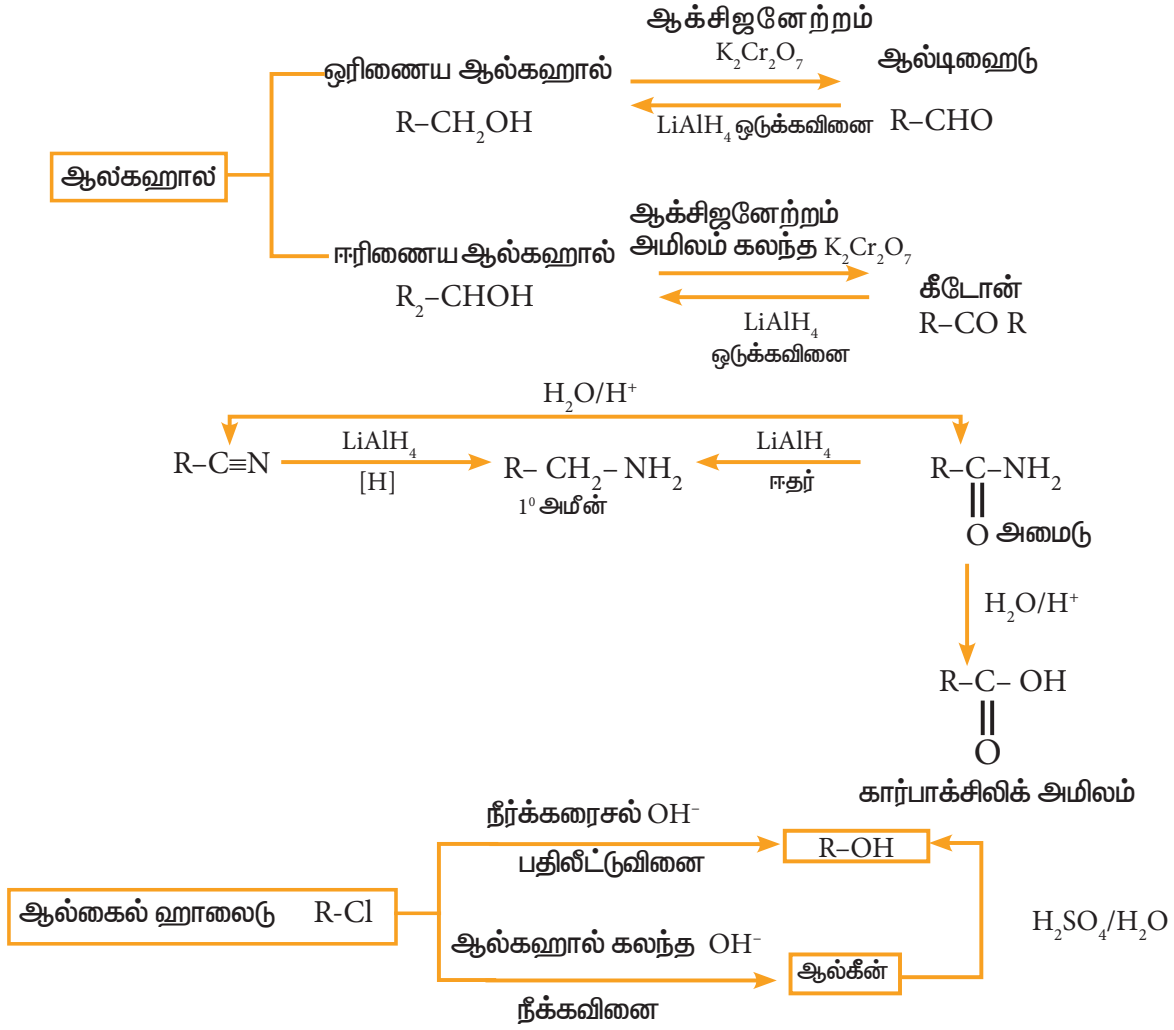 ஆக்சிஜனேற்றம்
K₂Cr₂O₇
ஒரிணைய ஆல்கஹால்
ஆல்டிஹைடு
R–CH₂OH
LiAlH₄ ஒடுக்கவினை
R–CHO
ஆல்கஹால்
ஆக்சிஜனேற்றம்
அமிலம் கலந்த K₂Cr₂O₇
ஈரிணைய ஆல்கஹால்
R₂–CHOH
கீடோன்
R–CO R
LiAlH₄
ஒடுக்கவினை
H₂O/H⁺
R–C≡N
LiAlH₄
[H]
R– CH₂– NH₂
1⁰ அமீன்
LiAlH₄
ஈதர்
R–C–NH₂
O அமைடு
H₂O/H⁺
R–C– OH
O
கார்பாக்சிலிக் அமிலம்
நீர்க்கரைசல் OH⁻
பதிலீட்டுவினை
R–OH
ஆல்கைல் ஹாலைடு R-Cl
H₂SO₄/H₂O
ஆல்கஹால் கலந்த OH⁻
ஆல்கீன்
நீக்கவினை